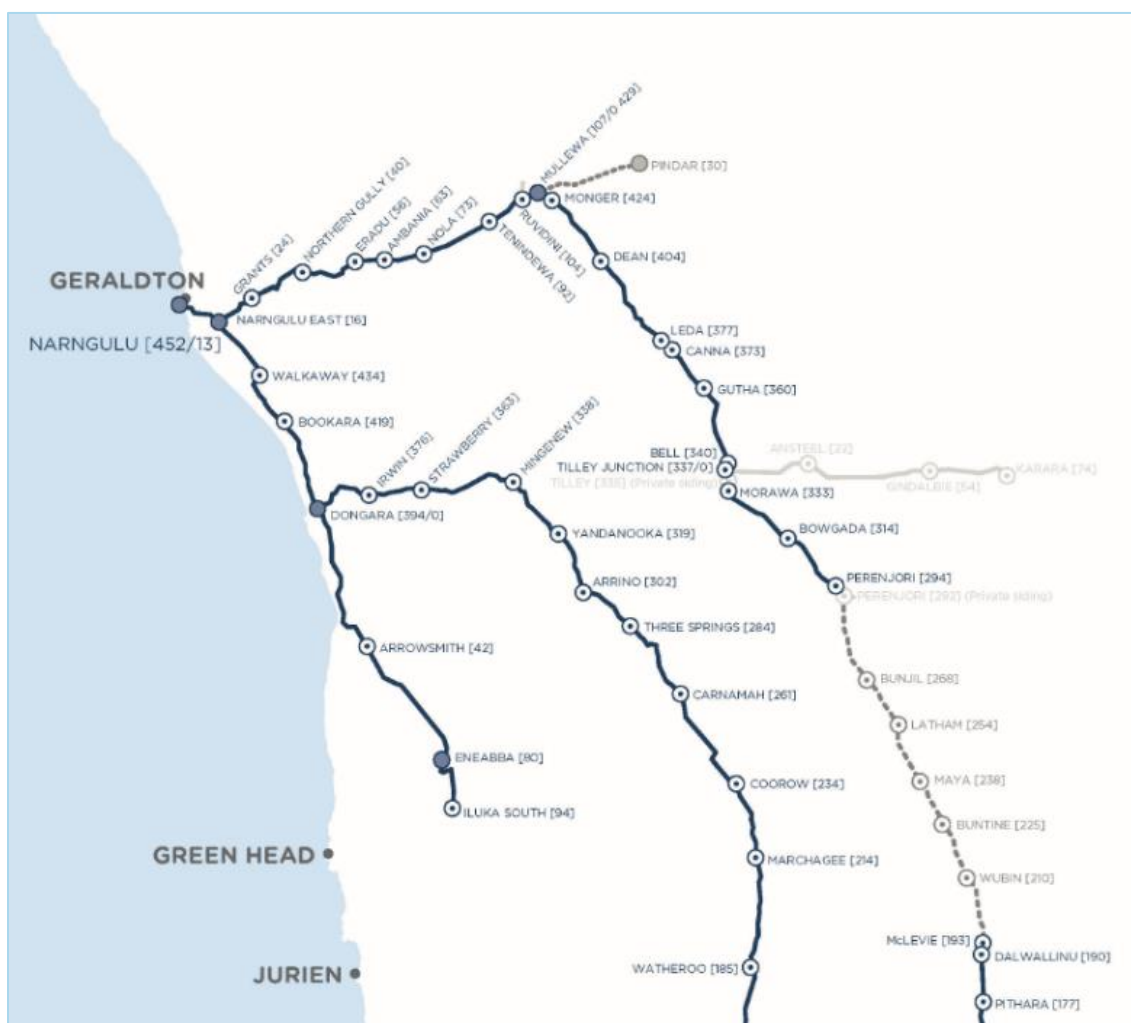 MULLEWA [107/0 429]
PINDAR [30]
MONGER [424]
NORTHERN GULLY [40]
ERADU [56]
AMBANIA [63]
NOLA [73]
RUVIDINI [104]
TENINDEWA [92]
DEAN [404]
GRANTS [24]
GERALDTON
NARNGULU EAST [16]
NARNGULU [452/13]
LEDA [377]
CANNA [373]
WALKAWAY [434]
GUTHA [360]
BOOKARA [419]
IRWIN [376]
STRAWBERRY [363]
MINGENEW [338]
BELL [340]
ANSTEEL [22]
TILLEY JUNCTION [337/0]
KARARA [74]
TILLEY [335] (Private siding)
GINDALBIE [54]
MORAWA [333]
DONGARA [394/0]
YANDANOOKA [319]
BOWGADA [314]
ARRINO [302]
PERENJORI [294]
PERENJORI [292] (Private siding)
THREE SPRINGS [284]
ARROWSMITH [42]
BUNJIL [268]
CARNAMAH [261]
LATHAM [254]
ENEABBA [80]
COOROW [234]
MAYA [238]
ILUKA SOUTH [94]
BUNTINE [225]
GREEN HEAD
MARCHAGEE [214]
WUBIN [210]
McLEVIE [193]
DALWALLINU [190]
WATHEROO [185]
JURIEN
PITHARA [177]